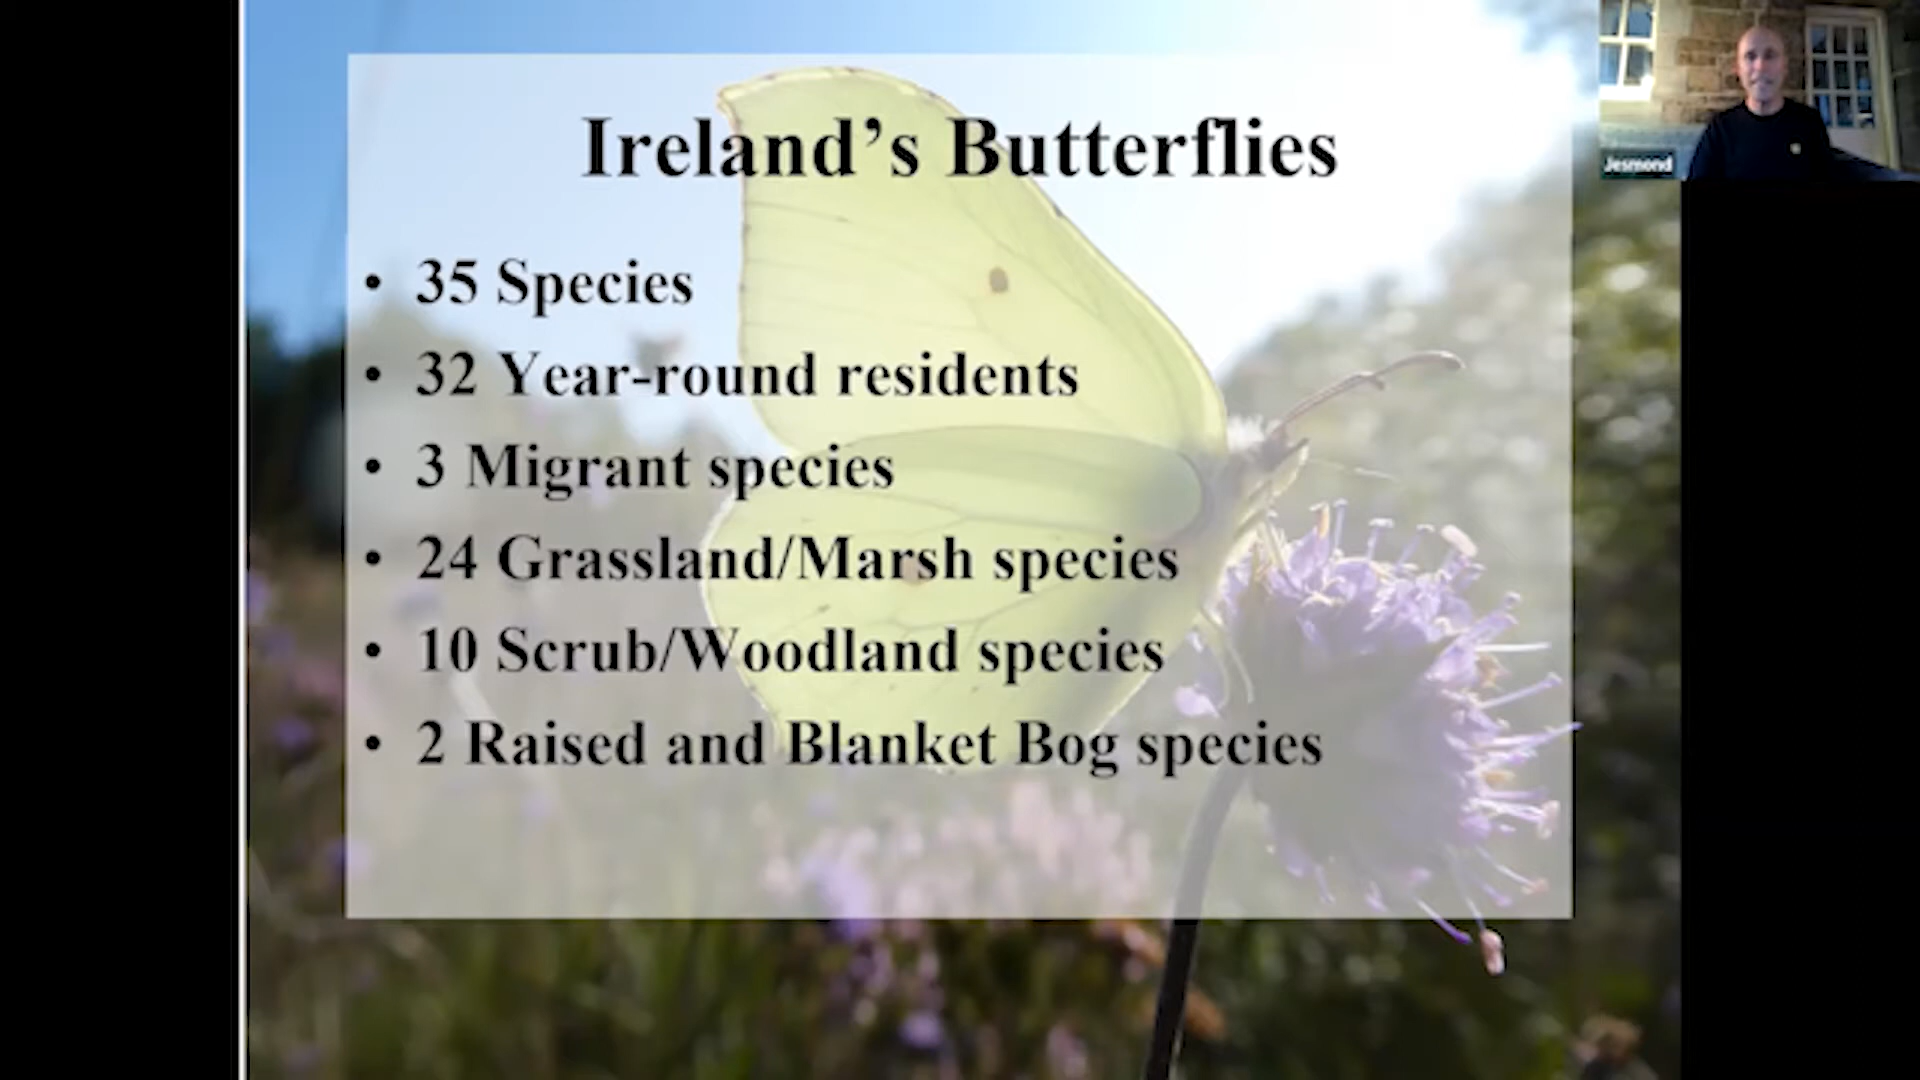 Ireland’s Butterflies
• 35 Species
• 32 Year-round residents
• 3 Migrant species
• 24 Grassland/Marsh species
• 10 Scrub/Woodland species
• 2 Raised and Blanket Bog species
Jesmond